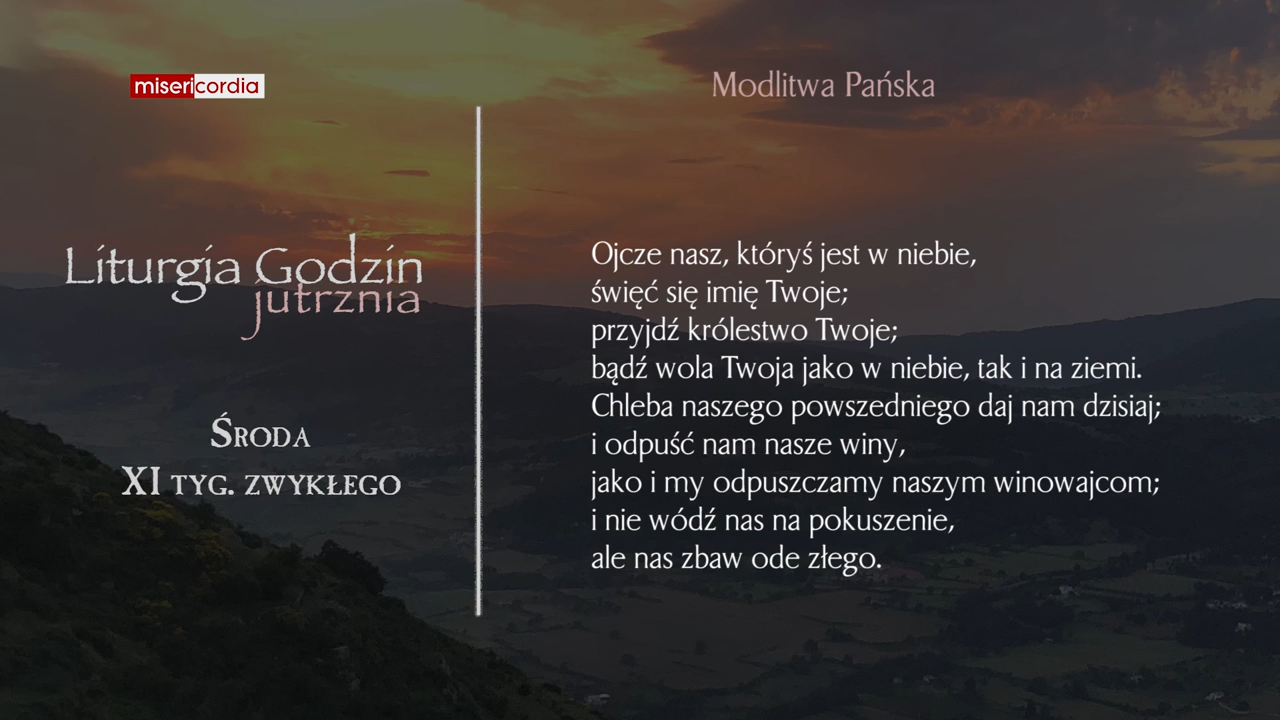 misericordia
Liturgia Godzin
jutrznia
Środa
XI tyg. zwykłego
Modlitwa Pańska
Ojcze nasz, któryś jest w niebie,
święć się imię Twoje;
przyjdź królestwo Twoje;
bądź wola Twoja jako w niebie, tak i na ziemi.
Chleba naszego powszedniego daj nam dzisiaj;
i odpuść nam nasze winy,
jako i my odpuszczamy naszym winowajcom;
i nie wódź nas na pokuszenie,
ale nas zbaw ode złego.